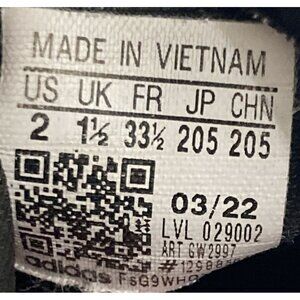 MADE IN VIETNAM
US UK FR JP CHN
2 1½ 33½ 205 205
03/22
LVL 029002
ART GW2997
adidas